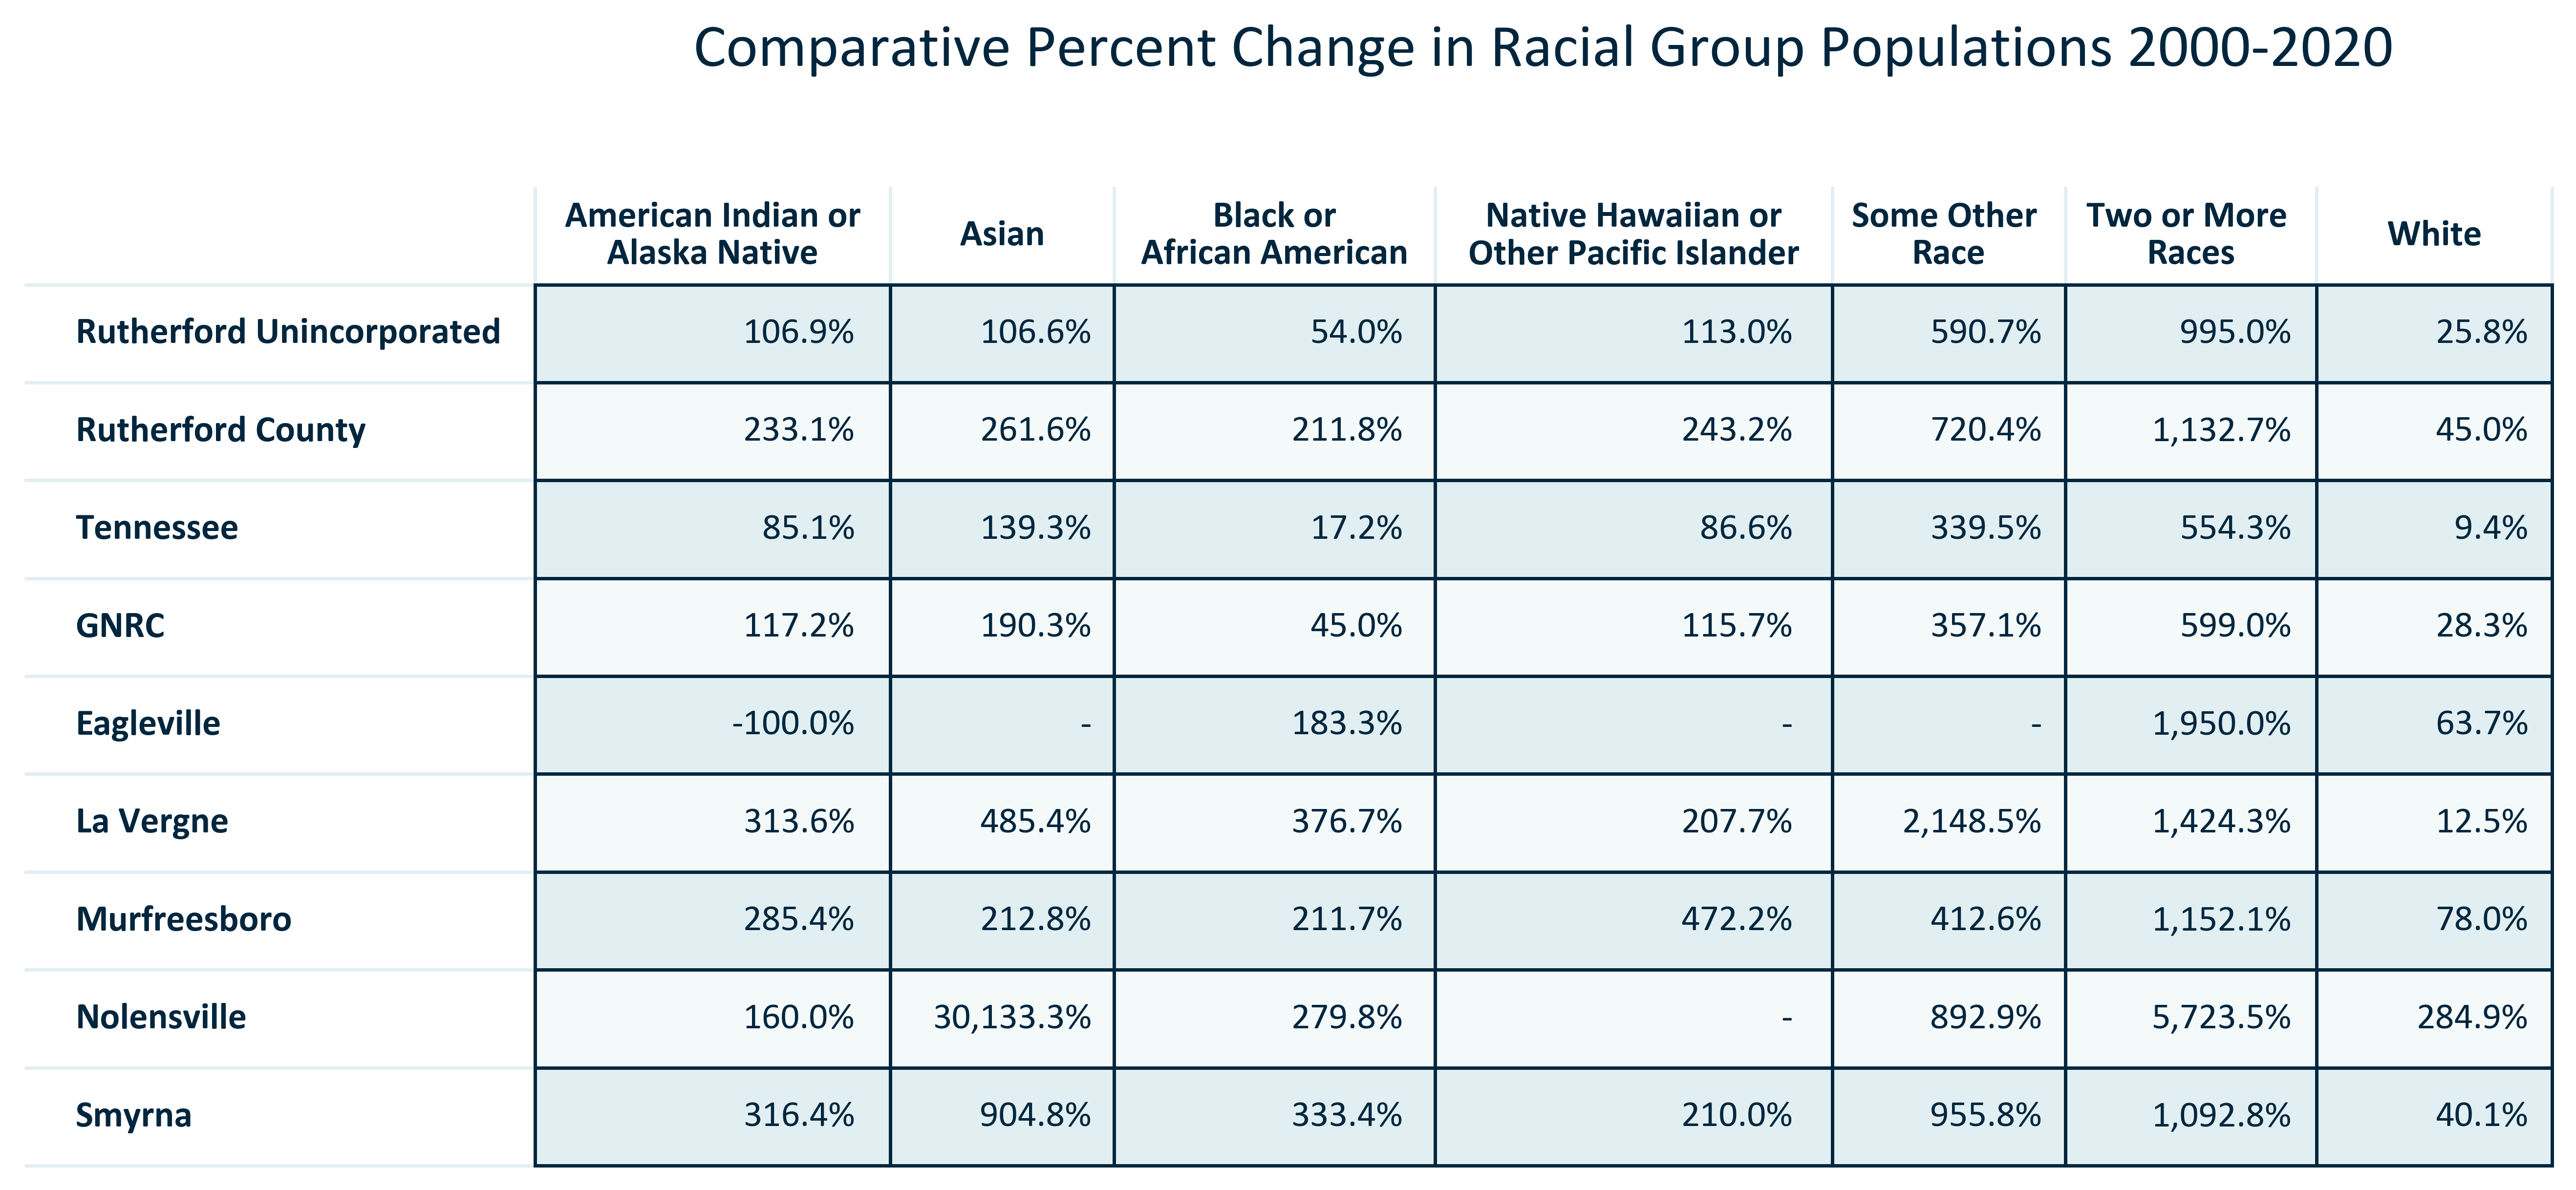 Comparative Percent Change in Racial Group Populations 2000-2020
American Indian or Alaska Native Asian Black or African American Native Hawaiian or Other Pacific Islander Some Other Race Two or More Races White
Rutherford Unincorporated 106.9% 106.6% 54.0% 113.0% 590.7% 995.0% 25.8%
Rutherford County 233.1% 261.6% 211.8% 243.2% 720.4% 1,132.7% 45.0%
Tennessee 85.1% 139.3% 17.2% 86.6% 339.5% 554.3% 9.4%
GNRC 117.2% 190.3% 45.0% 115.7% 357.1% 599.0% 28.3%
Eagleville -100.0% - 183.3% - - 1,950.0% 63.7%
La Vergne 313.6% 485.4% 376.7% 207.7% 2,148.5% 1,424.3% 12.5%
Murfreesboro 285.4% 212.8% 211.7% 472.2% 412.6% 1,152.1% 78.0%
Nolensville 160.0% 30,133.3% 279.8% - 892.9% 5,723.5% 284.9%
Smyrna 316.4% 904.8% 333.4% 210.0% 955.8% 1,092.8% 40.1%